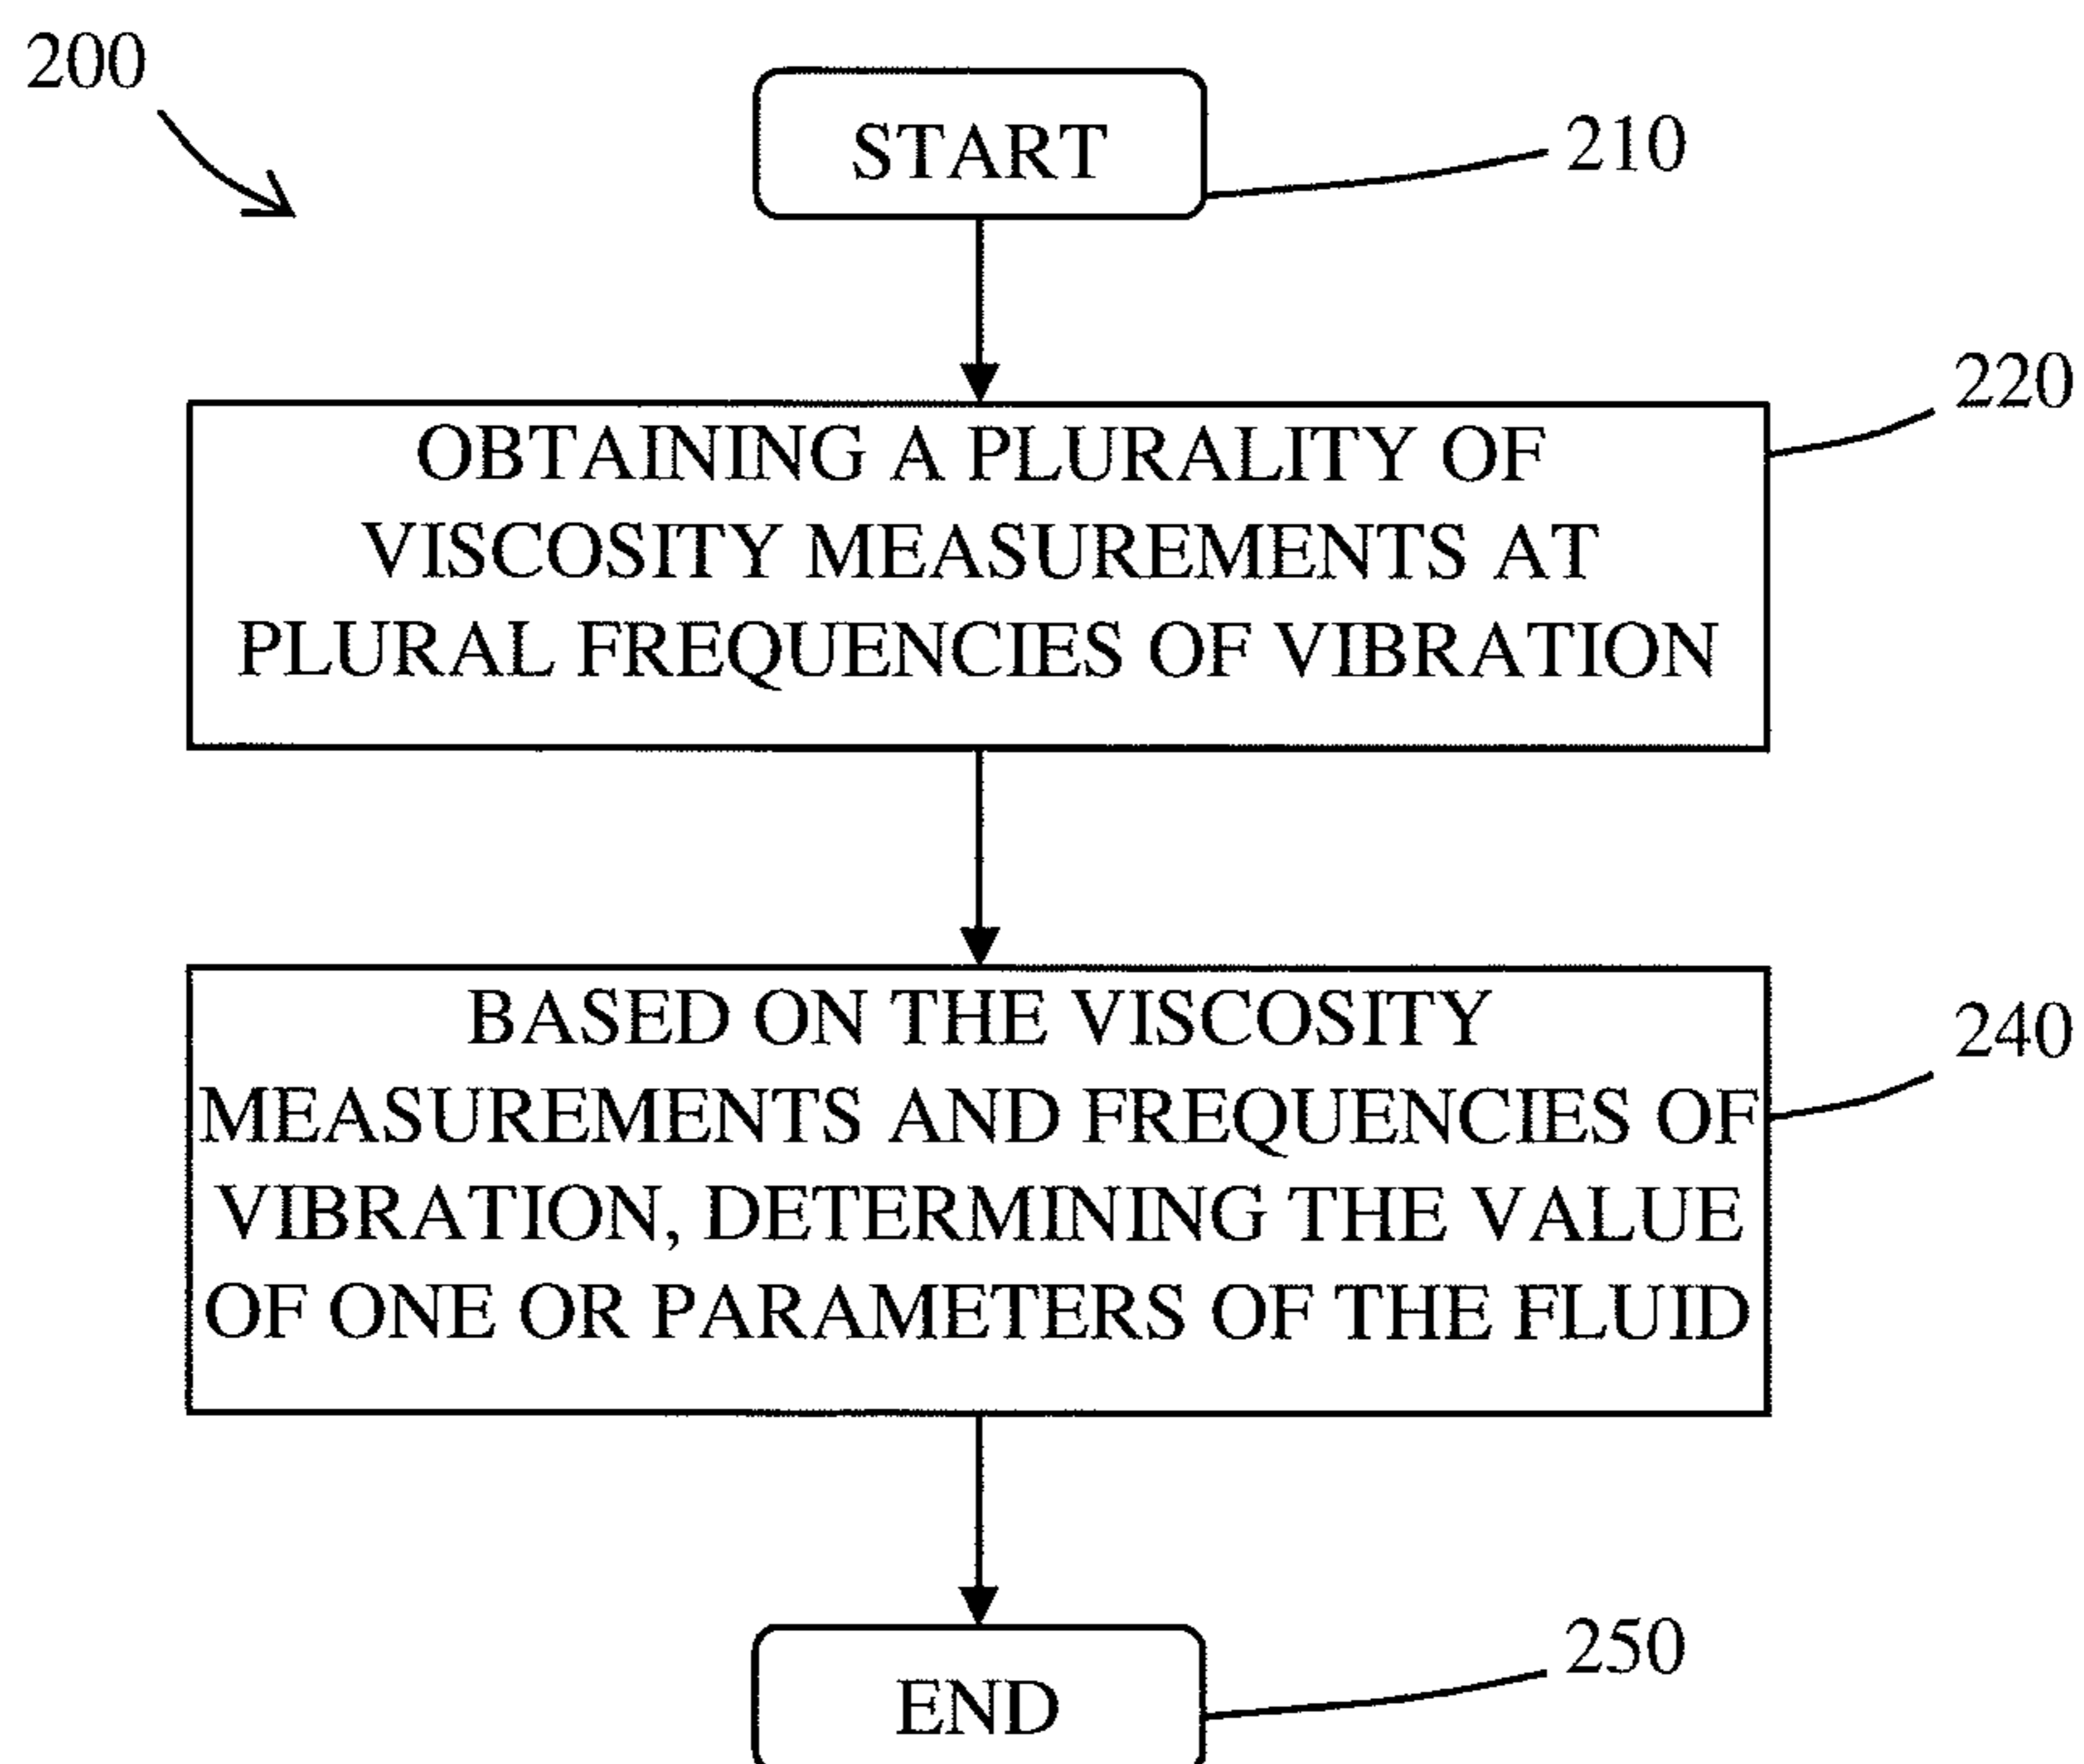 200
START
210
220
OBTAINING A PLURALITY OF
VISCOSITY MEASUREMENTS AT
PLURAL FREQUENCIES OF VIBRATION
BASED ON THE VISCOSITY
MEASUREMENTS AND FREQUENCIES OF
VIBRATION, DETERMINING THE VALUE
OF ONE OR PARAMETERS OF THE FLUID
240
END
250